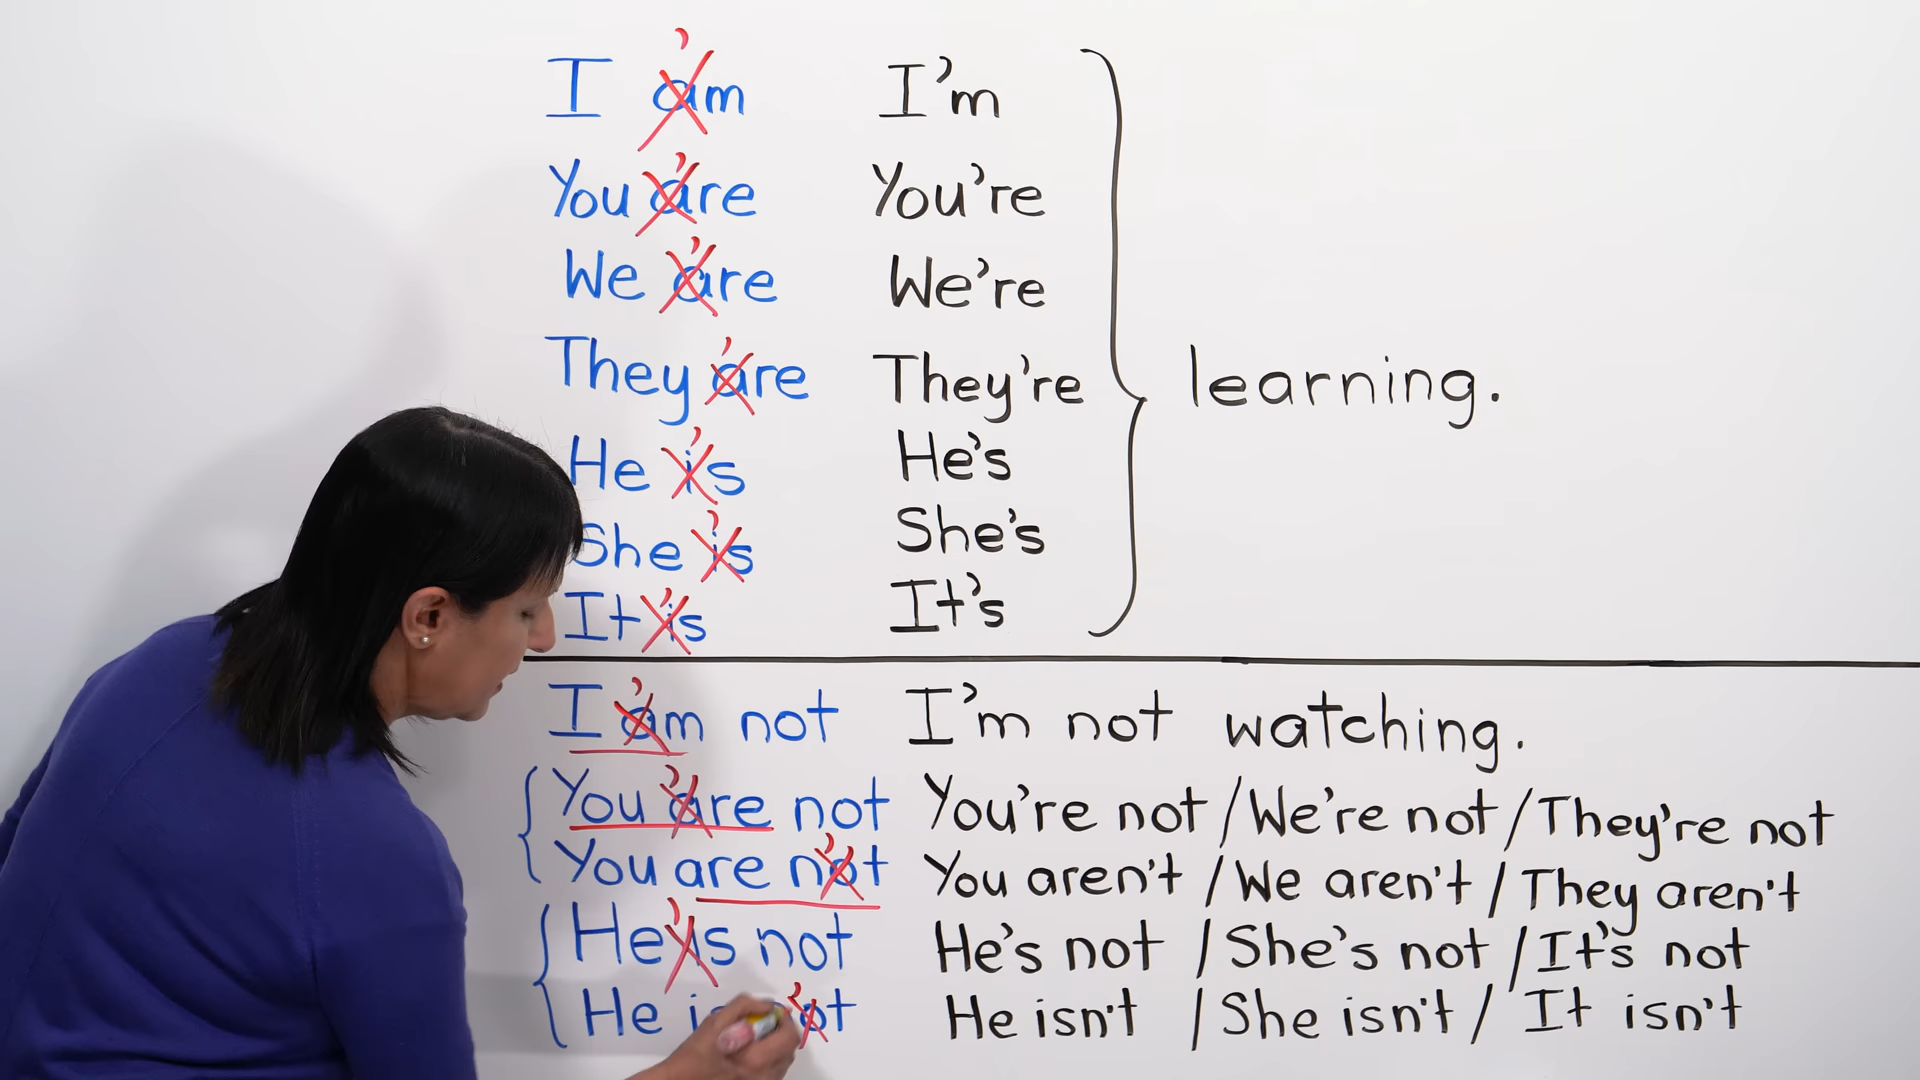 I am I'm
You are You're
We are We're
They are They're learning.
He is He's
She is She's
It is It's
I am not I'm not watching.
You are not You're not / We're not / They're not
You are not You aren't / We aren't / They aren't
He is not He's not / She's not / It's not
He He isn't / She isn't / It isn't